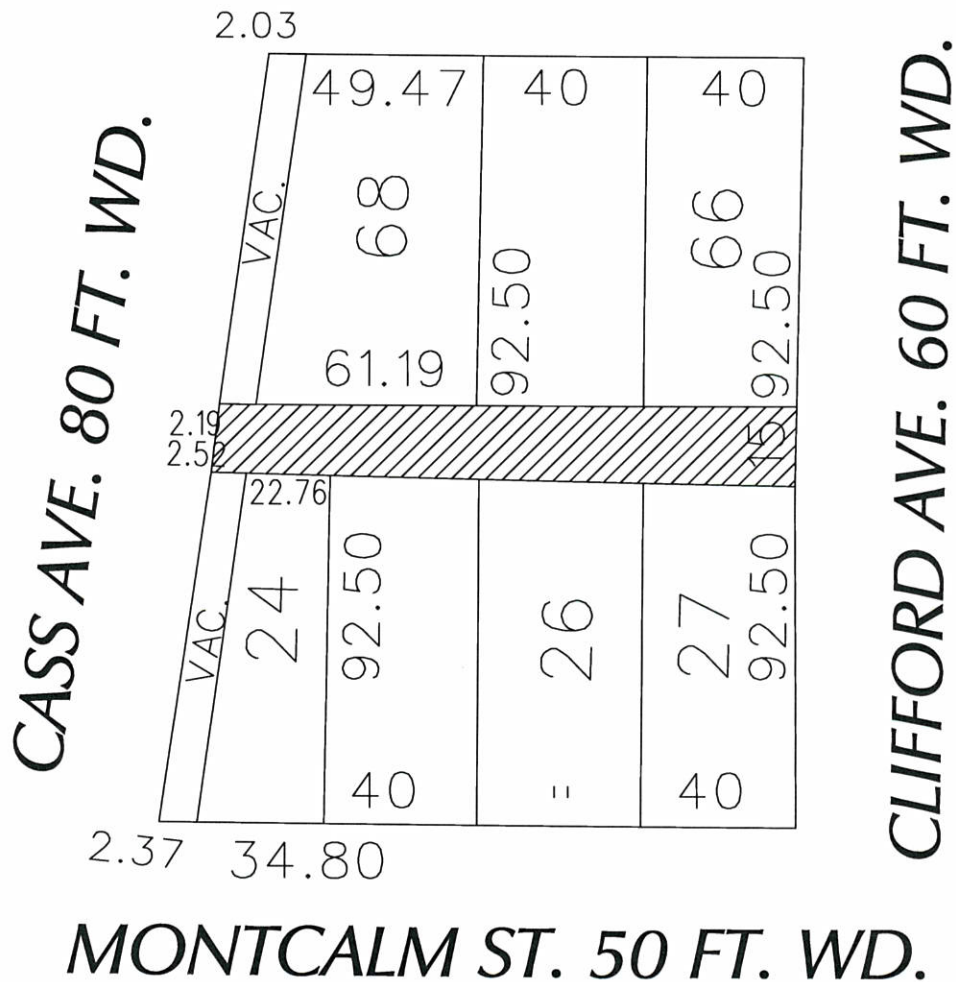 2.03
49.47 40 40
CASS AVE. 80 FT. WD.
VAC.
68
66
92.50
92.50
61.19
CLIFFORD AVE. 60 FT. WD.
2.19
2.52
15
22.76
VAC.
24
92.50
26
27
92.50
40 " 40
2.37 34.80
MONTCALM ST. 50 FT. WD.